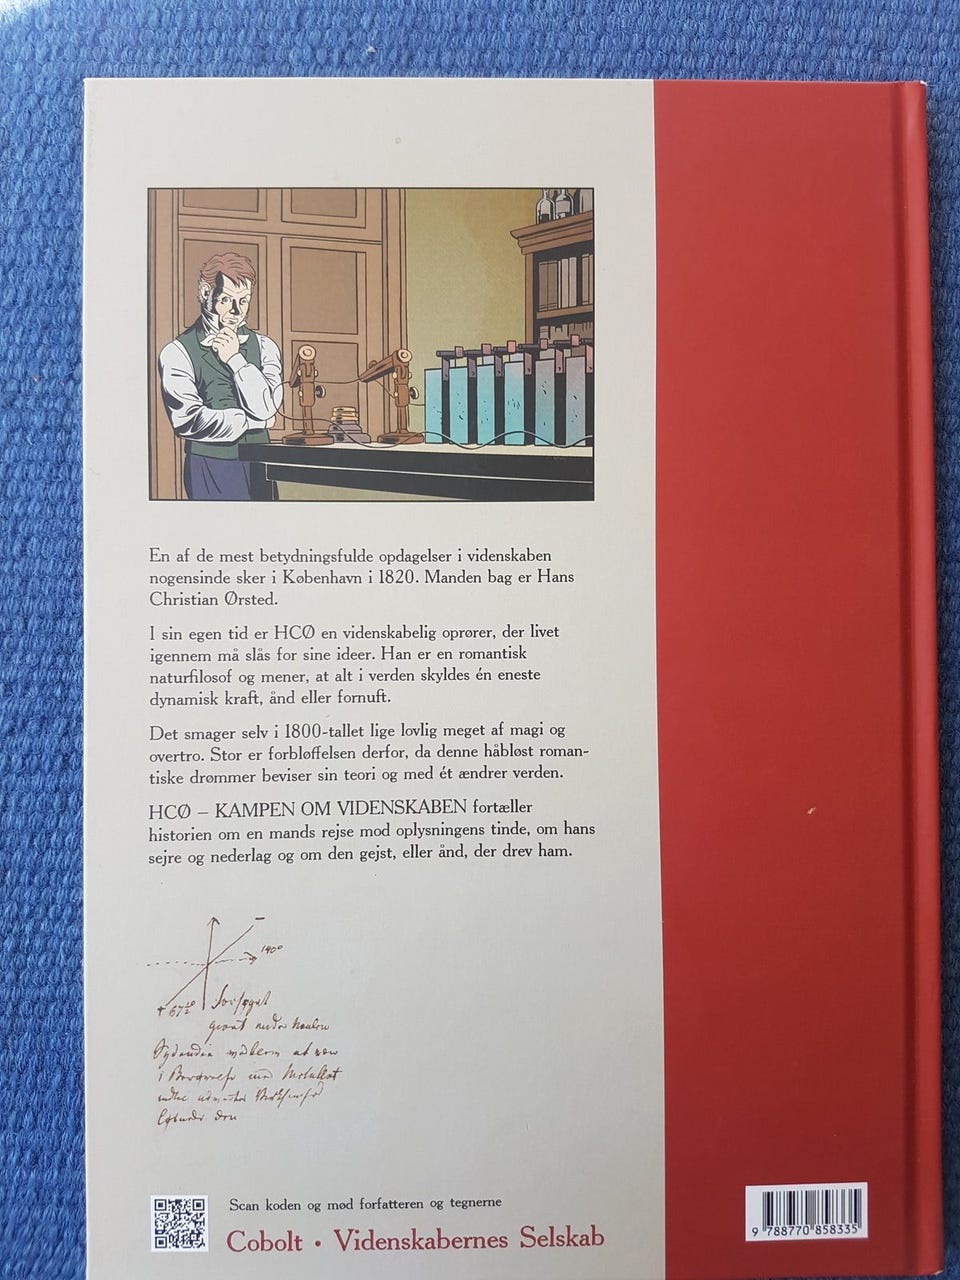 En af de mest betydningsfulde opdagelser i videnskaben
nogensinde sker i København i 1820. Manden bag er Hans
Christian Ørsted.
I sin egen tid er HCØ en videnskabelig oprører, der livet
igennem må slås for sine ideer. Han er en romantisk
naturfilosof og mener, at alt i verden skyldes én eneste
dynamisk kraft, ånd eller fornuft.
Det smager selv i 1800-tallet lige lovlig meget af magi og
overtro. Stor er forbløffelsen derfor, da denne håbløst roman-
tiske drømmer beviser sin teori og med ét ændrer verden.
HCØ – KAMPEN OM VIDENSKABEN fortæller
historien om en mands rejse mod oplysningens tinde, om hans
sejre og nederlag og om den gejst, eller ånd, der drev ham.
140°
67½°
Scan koden og mød forfatteren og tegnerne
Cobolt • Videnskabernes Selskab
9 788770 858335